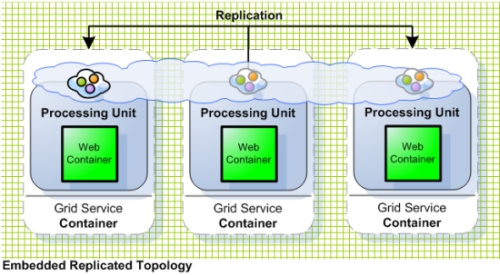 Replication
Processing Unit
Processing Unit
Processing Unit
Web
Container
Web
Container
Web
Container
Grid Service
Container
Grid Service
Container
Grid Service
Container
Embedded Replicated Topology